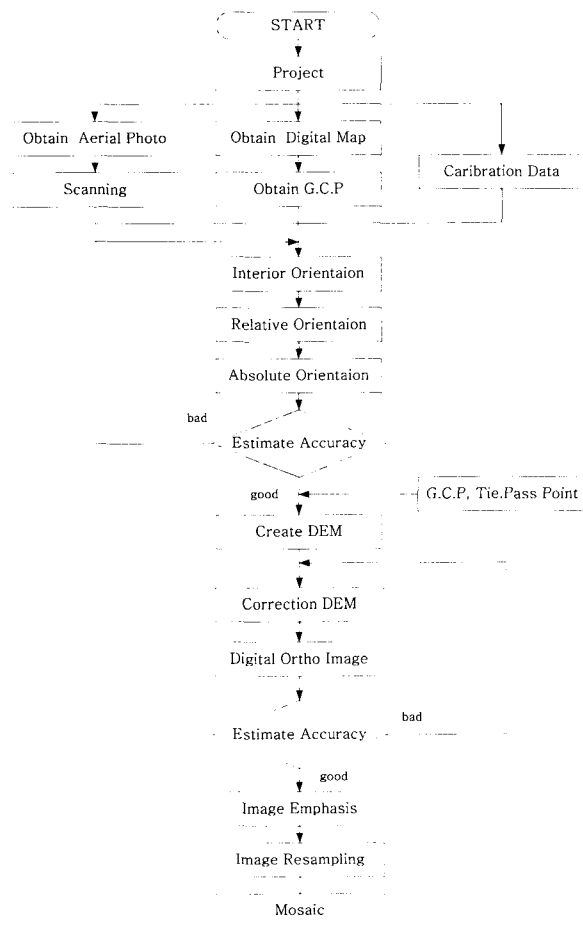 START
Project
Obtain Aerial Photo
Obtain Digital Map
Caribration Data
Scanning
Obtain G.C.P
Interior Orientaion
Relative Orientaion
Absolute Orientaion
bad
Estimate Accuracy
good
G.C.P, Tie.Pass Point
Create DEM
Correction DEM
Digital Ortho Image
Estimate Accuracy
bad
good
Image Emphasis
Image Resampling
Mosaic